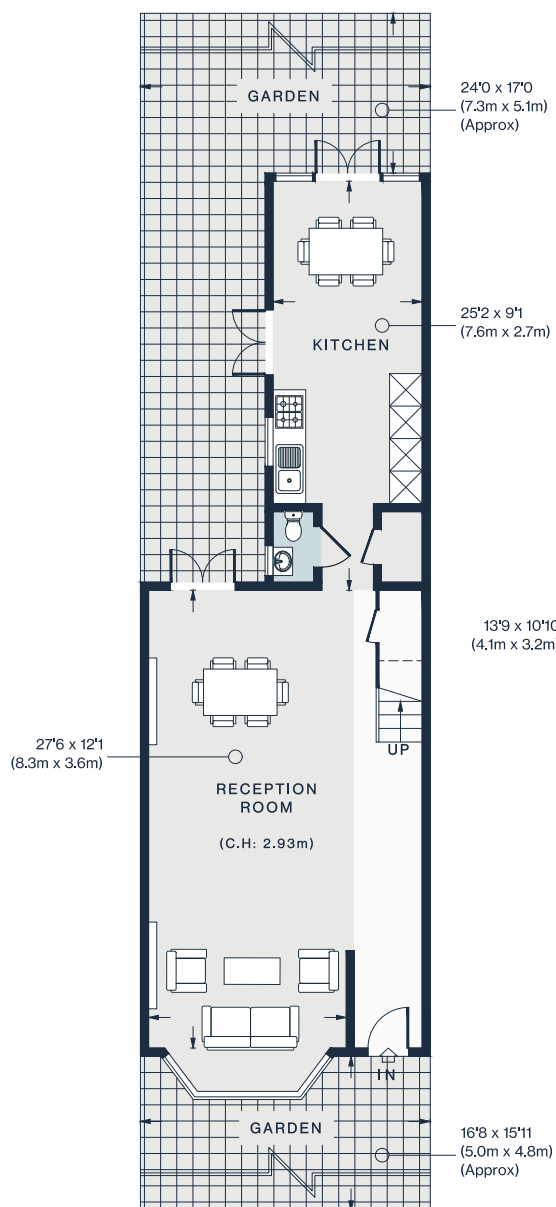 GARDEN
24'0 x 17'0
(7.3m x 5.1m)
(Approx)
25'2 x 9'1
(7.6m x 2.7m)
KITCHEN
13'9 x 10'10
(4.1m x 3.2m
UP
27'6 x 12'1
(8.3m x 3.6m)
RECEPTION
ROOM
(C.H: 2.93m)
IN
GARDEN
16'8 x 15'11
(5.0m x 4.8m)
(Approx)